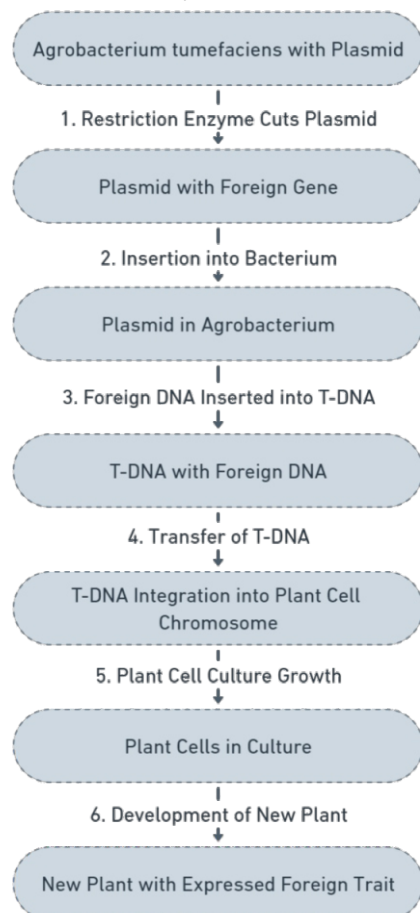 Agrobacterium tumefaciens with Plasmid
1. Restriction Enzyme Cuts Plasmid
Plasmid with Foreign Gene
2. Insertion into Bacterium
Plasmid in Agrobacterium
3. Foreign DNA Inserted into T-DNA
T-DNA with Foreign DNA
4. Transfer of T-DNA
T-DNA Integration into Plant Cell
Chromosome
5. Plant Cell Culture Growth
Plant Cells in Culture
6. Development of New Plant
New Plant with Expressed Foreign Trait